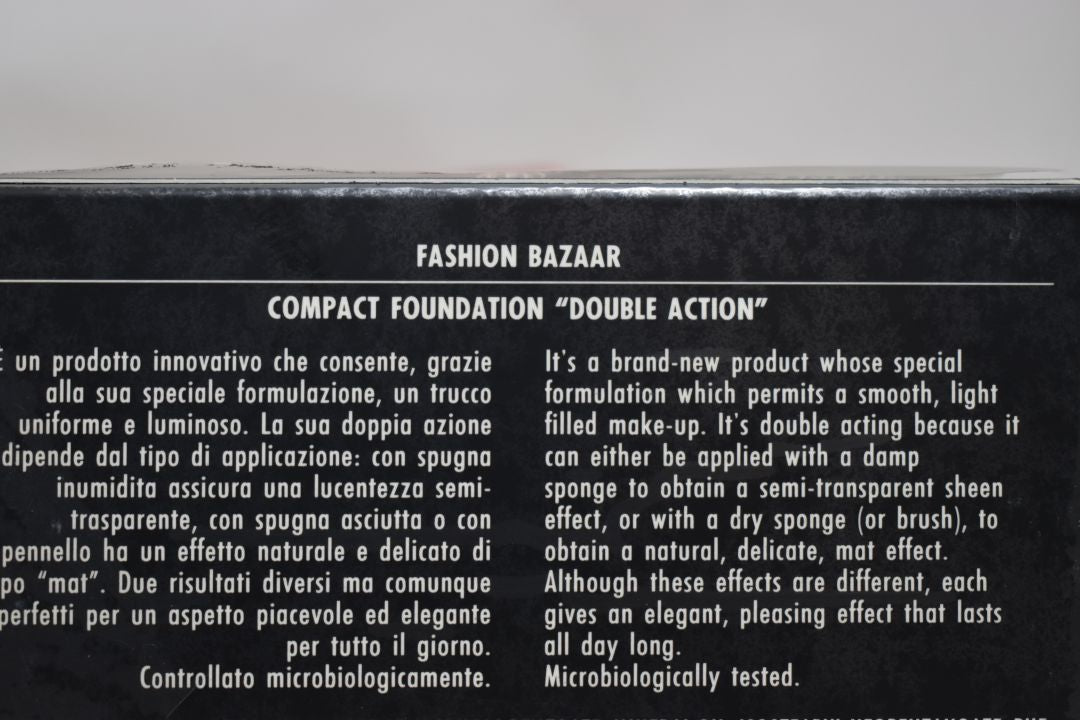 FASHION BAZAAR
COMPACT FOUNDATION “DOUBLE ACTION”
È un prodotto innovativo che consente, grazie
alla sua speciale formulazione, un trucco
uniforme e luminoso. La sua doppia azione
dipende dal tipo di applicazione: con spugna
inumidita assicura una lucentezza semi-
trasparente, con spugna asciutta o con
pennello ha un effetto naturale e delicato di
po “mat”. Due risultati diversi ma comunque
perfetti per un aspetto piacevole ed elegante
per tutto il giorno.
Controllato microbiologicamente.
It's a brand-new product whose special
formulation which permits a smooth, light
filled make-up. It's double acting because it
can either be applied with a damp
sponge to obtain a semi-transparent sheen
effect, or with a dry sponge (or brush), to
obtain a natural, delicate, mat effect.
Although these effects are different, each
gives an elegant, pleasing effect that lasts
all day long.
Microbiologically tested.